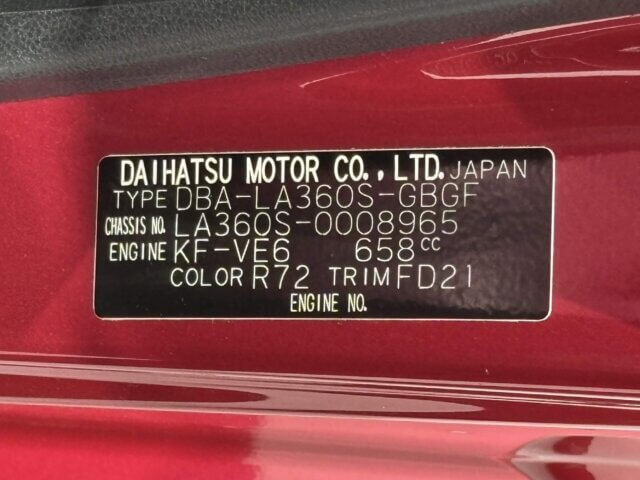 DAIHATSU MOTOR CO., LTD. JAPAN
TYPE DBA-LA360S-GBGF
CHASSIS NO. LA360S-0008965
ENGINE KF-VE6 658cc
COLOR R72 TRIM FD21
ENGINE NO.